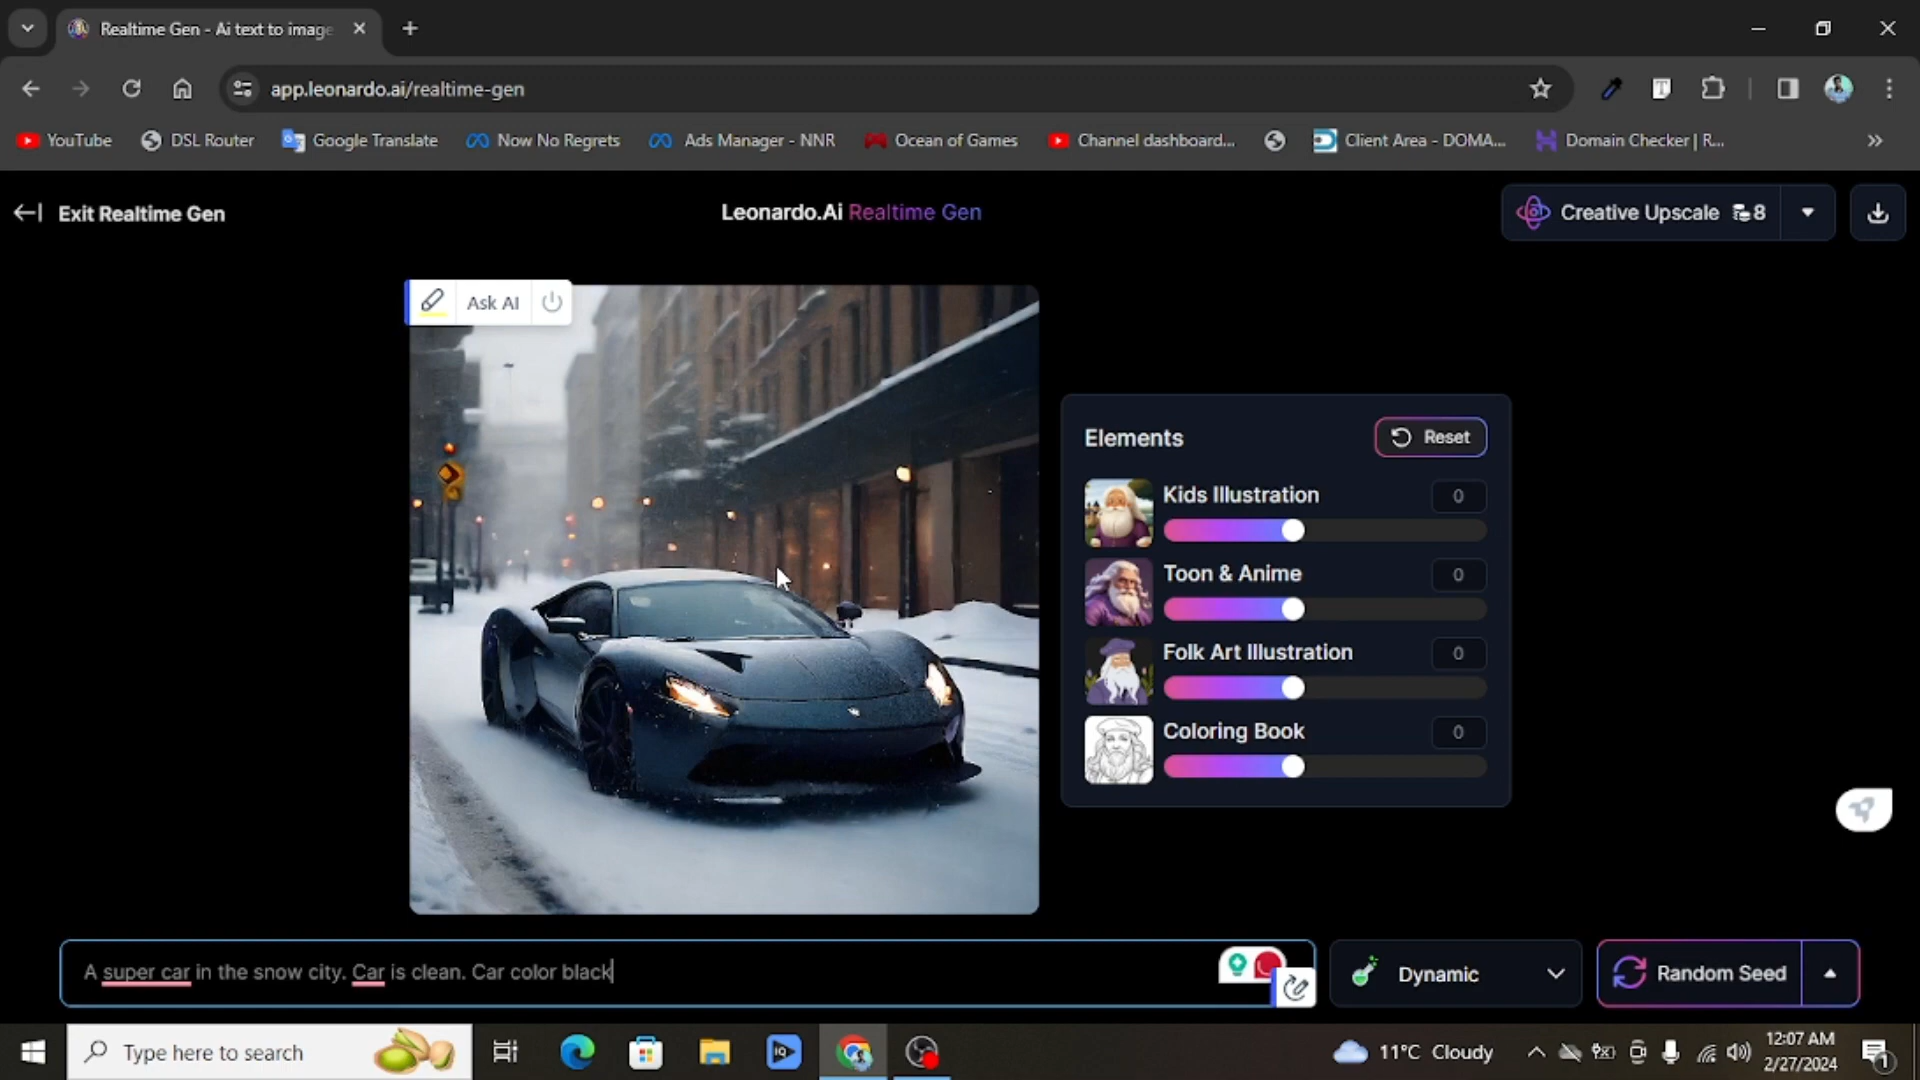 Realtime Gen - Ai text to image
app.leonardo.ai/realtime-gen
YouTube
DSL Router
Google Translate
Now No Regrets
Ads Manager - NNR
Ocean of Games
Channel dashboard...
Client Area - DOMA...
Domain Checker | R...
Exit Realtime Gen
Leonardo.Ai Realtime Gen
Creative Upscale 8
Ask AI
Elements
Reset
Kids Illustration
0
Toon & Anime
0
Folk Art Illustration
0
Coloring Book
0
A super car in the snow city. Car is clean. Car color black
Dynamic
Random Seed
Type here to search
11°C Cloudy
12:07 AM
2/27/2024
1